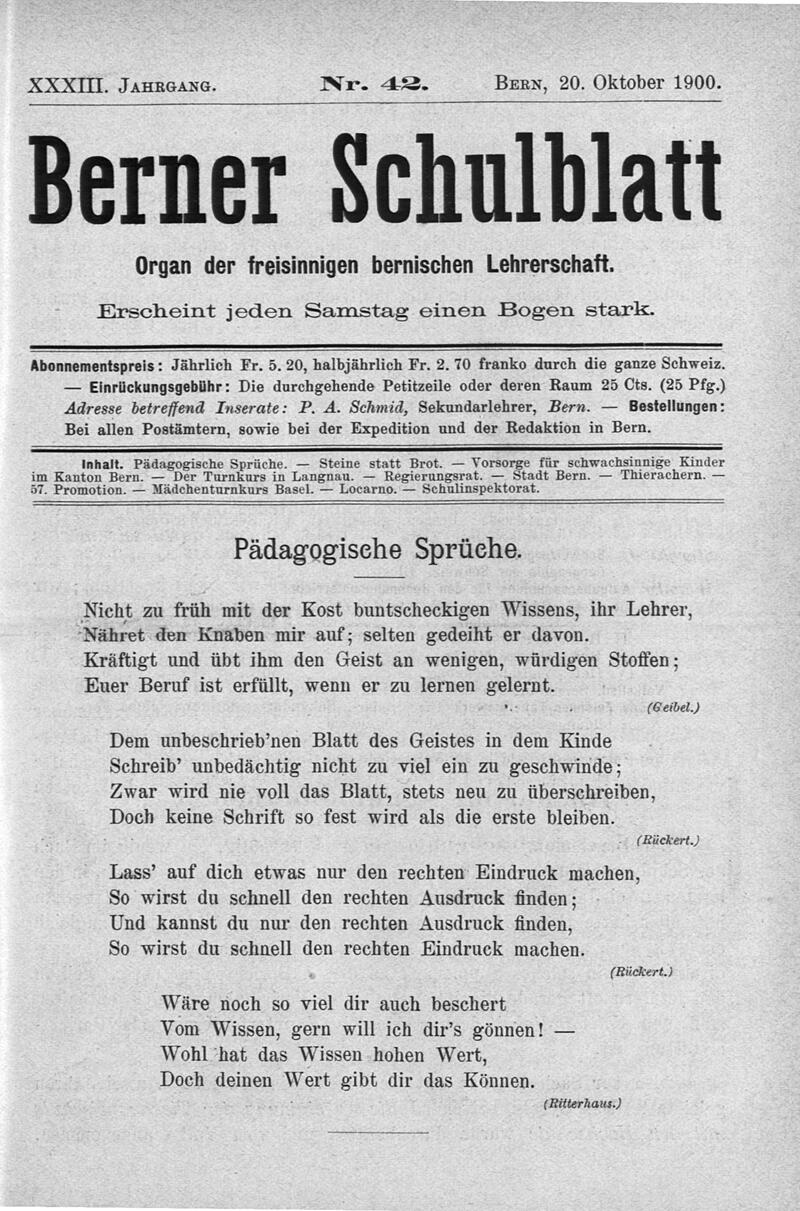 XXXIII. JAHRGANG. Nr. 42. BERN, 20. Oktober 1900.
Berner Schulblatt
Organ der freisinnigen bernischen Lehrerschaft.
Erscheint jeden Samstag einen Bogen stark.
Abonnementspreis: Jährlich Fr. 5. 20, halbjährlich Fr. 2. 70 franko durch die ganze Schweiz.
— Einrückungsgebühr: Die durchgehende Petitzeile oder deren Raum 25 Cts. (25 Pfg.)
Adresse betreffend Inserate: P. A. Schmid, Sekundarlehrer, Bern. — Bestellungen:
Bei allen Postämtern, sowie bei der Expedition und der Redaktion in Bern.
Inhalt. Pädagogische Sprüche. — Steine statt Brot. — Vorsorge für schwachsinnige Kinder
im Kanton Bern. — Der Turnkurs in Langnau. — Regierungsrat. — Stadt Bern. — Thierachern. —
57. Promotion. — Mädchenturnkurs Basel. — Locarno. — Schulinspektorat.
Pädagogische Sprüche.
Nicht zu früh mit der Kost buntscheckigen Wissens, ihr Lehrer,
Nähret den Knaben mir auf; selten gedeiht er davon.
Kräftigt und übt ihm den Geist an wenigen, würdigen Stoffen;
Euer Beruf ist erfüllt, wenn er zu lernen gelernt.
(Geibel.)
Dem unbeschrieb'nen Blatt des Geistes in dem Kinde
Schreib' unbedächtig nicht zu viel ein zu geschwinde;
Zwar wird nie voll das Blatt, stets neu zu überschreiben,
Doch keine Schrift so fest wird als die erste bleiben.
(Rückert.)
Lass' auf dich etwas nur den rechten Eindruck machen,
So wirst du schnell den rechten Ausdruck finden;
Und kannst du nur den rechten Ausdruck finden,
So wirst du schnell den rechten Eindruck machen.
(Rückert.)
Wäre noch so viel dir auch beschert
Vom Wissen, gern will ich dir's gönnen! —
Wohl hat das Wissen hohen Wert,
Doch deinen Wert gibt dir das Können.
(Ritterhaus.)